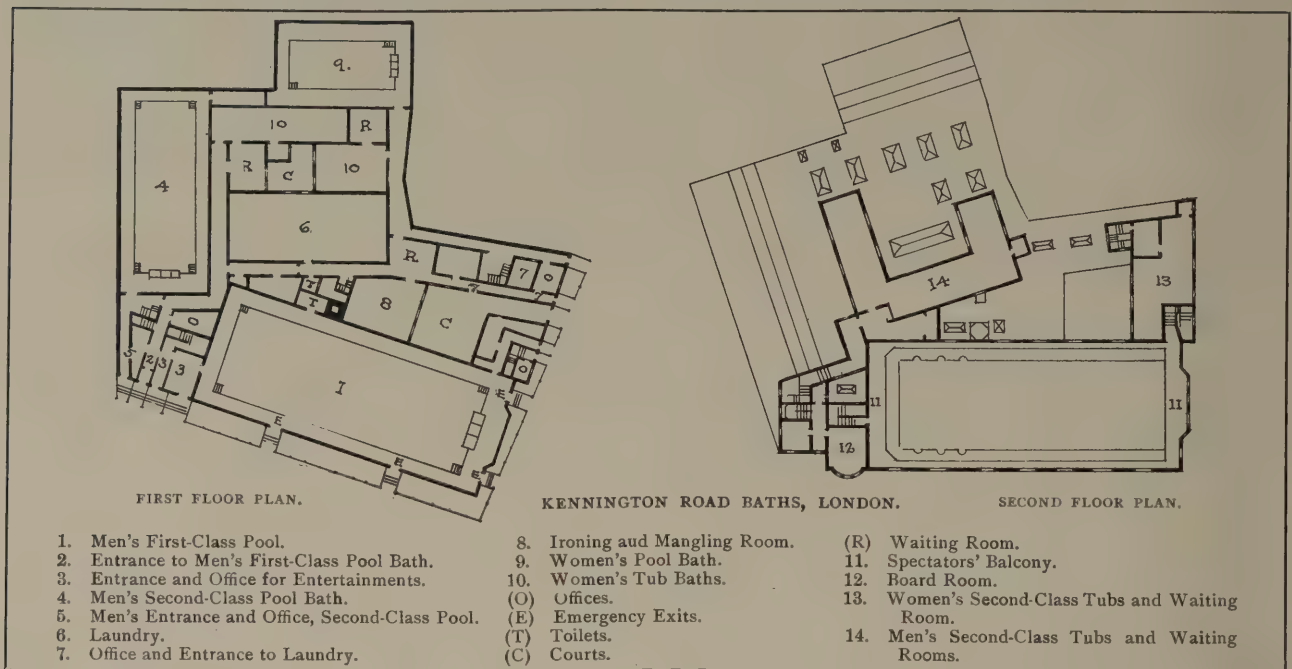 9.
10
R
R
C
10
4
6.
R
7
O
7
7
T
T
8
C
O
O
5
2
3
3
1
E
E
E
E
14
13
11
11
12
FIRST FLOOR PLAN.
KENNINGTON ROAD BATHS, LONDON.
SECOND FLOOR PLAN.
1. Men's First-Class Pool.
2. Entrance to Men's First-Class Pool Bath.
3. Entrance and Office for Entertainments.
4. Men's Second-Class Pool Bath.
5. Men's Entrance and Office, Second-Class Pool.
6. Laundry.
7. Office and Entrance to Laundry.
8. Ironing aud Mangling Room.
9. Women's Pool Bath.
10. Women's Tub Baths.
(O) Offices.
(E) Emergency Exits.
(T) Toilets.
(C) Courts.
(R) Waiting Room.
11. Spectators' Balcony.
12. Board Room.
13. Women's Second-Class Tubs and Waiting
Room.
14. Men's Second-Class Tubs and Waiting
Rooms.